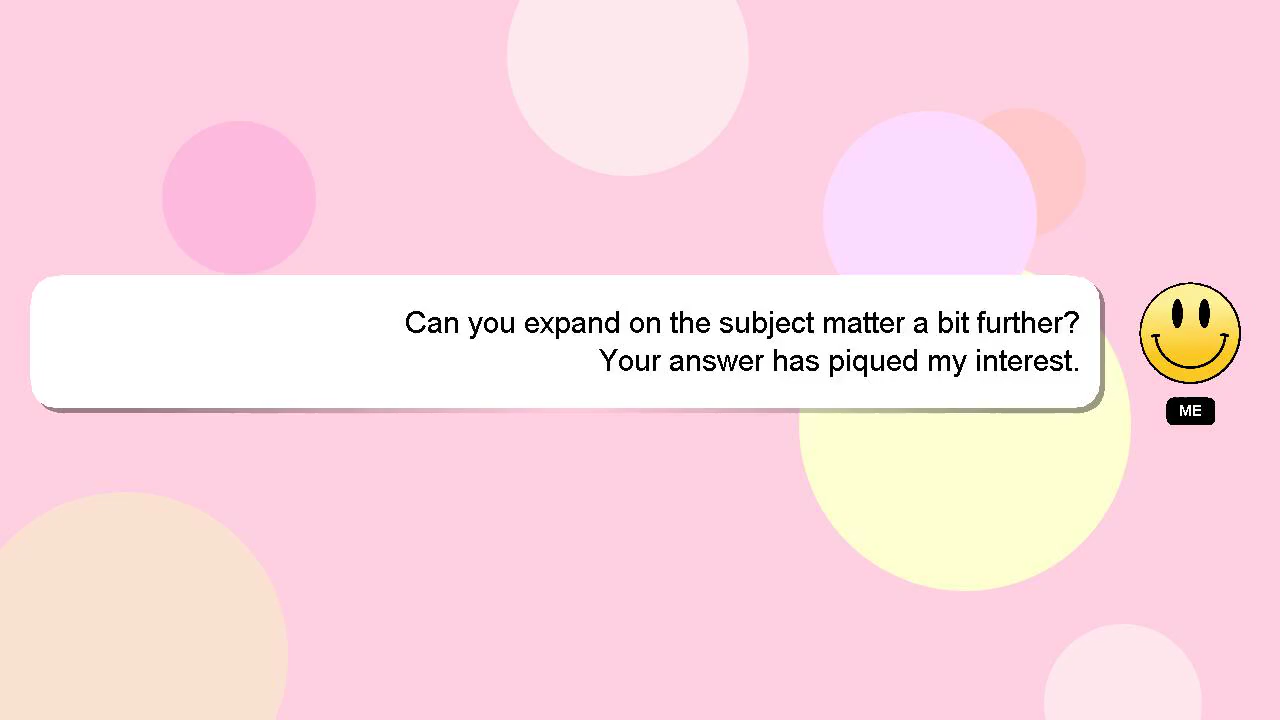 Can you expand on the subject matter a bit further?
Your answer has piqued my interest.
ME